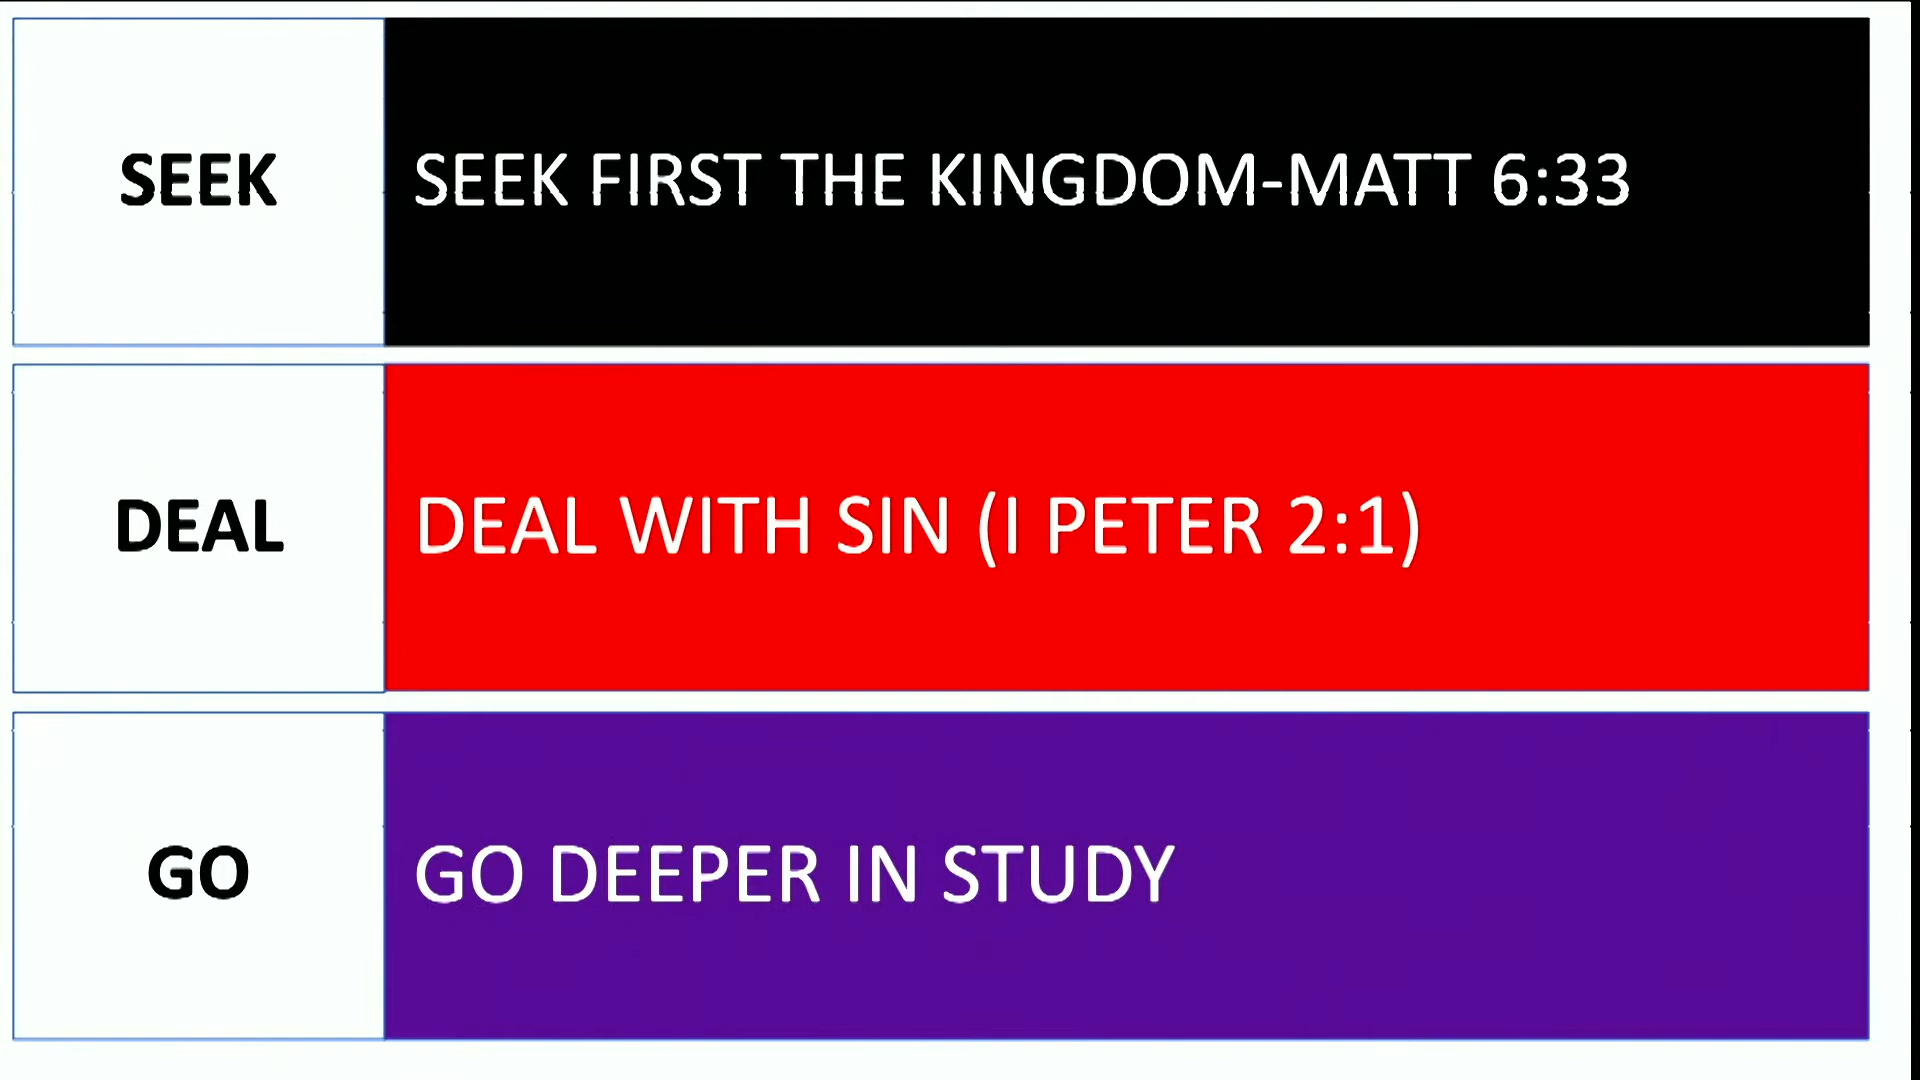 SEEK
SEEK FIRST THE KINGDOM-MATT 6:33
DEAL
DEAL WITH SIN (I PETER 2:1)
GO
GO DEEPER IN STUDY